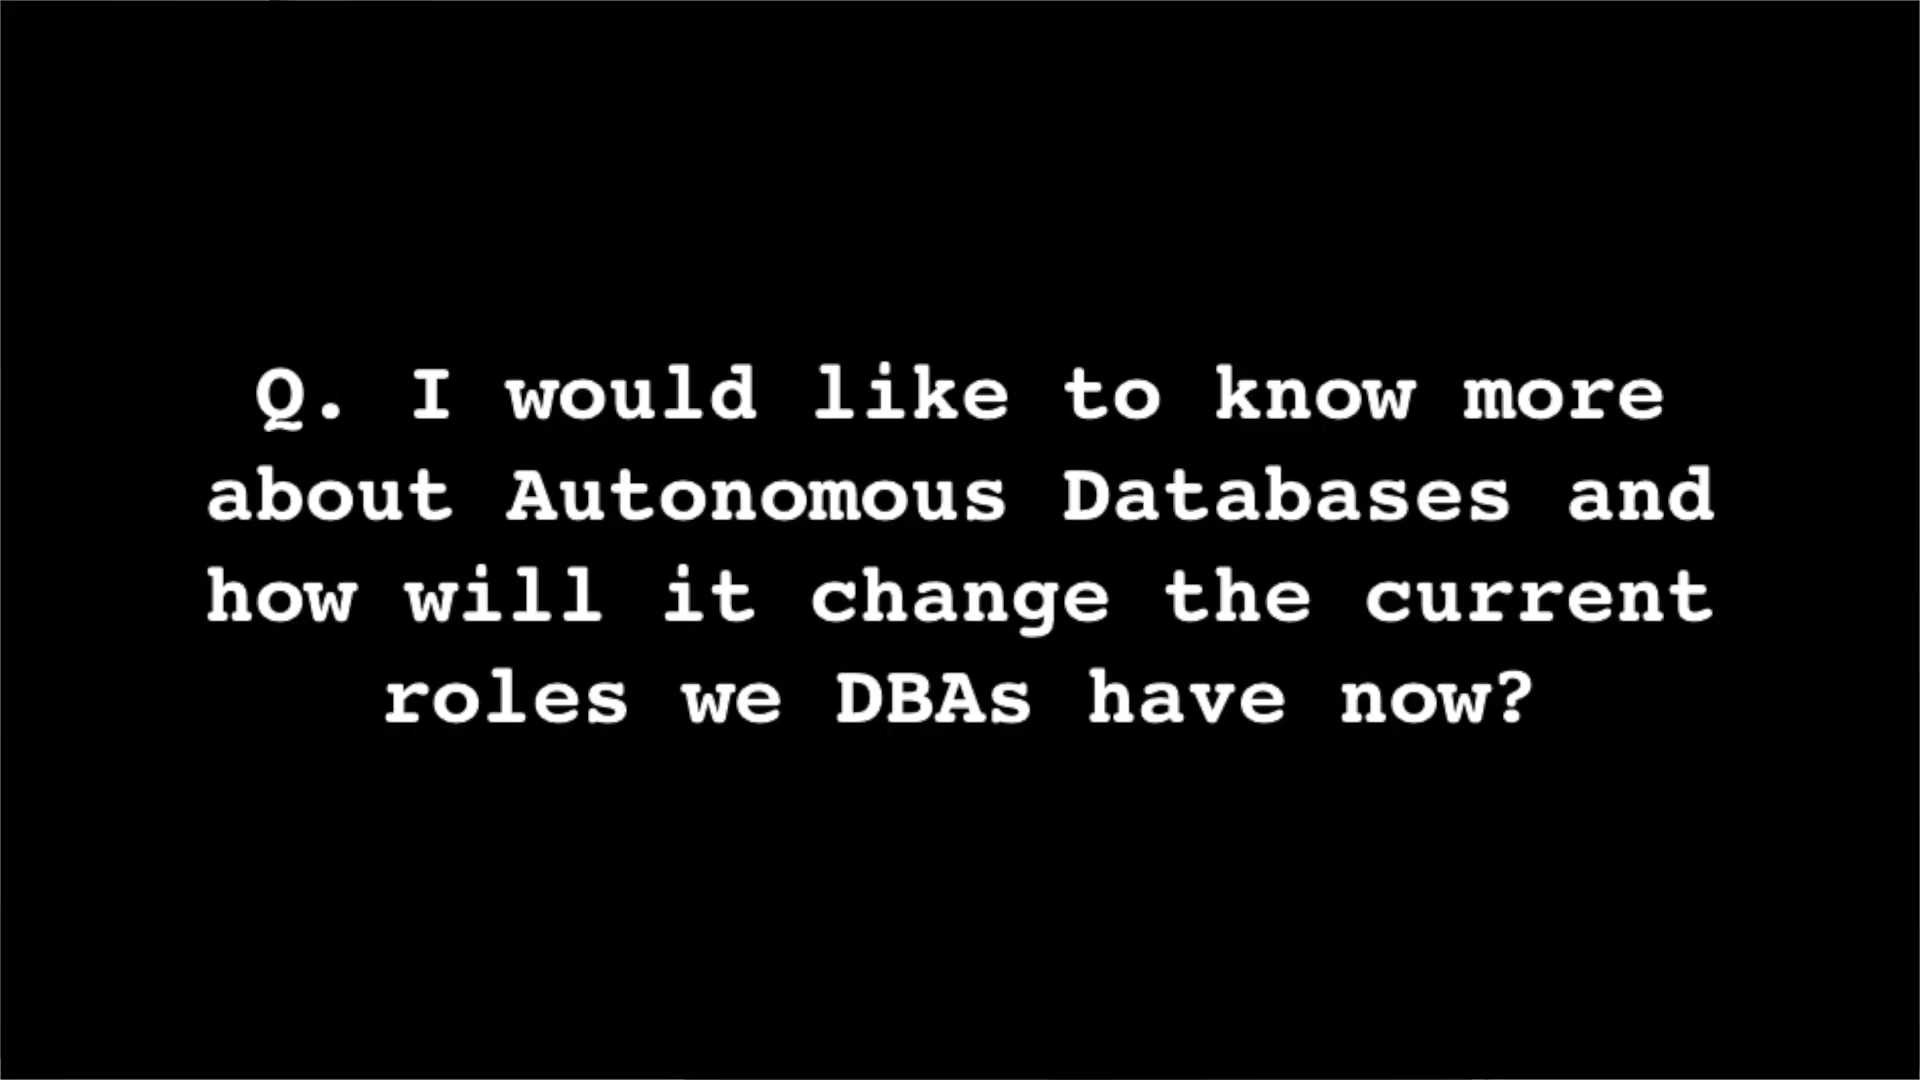 Q. I would like to know more
about Autonomous Databases and
how will it change the current
roles we DBAs have now?